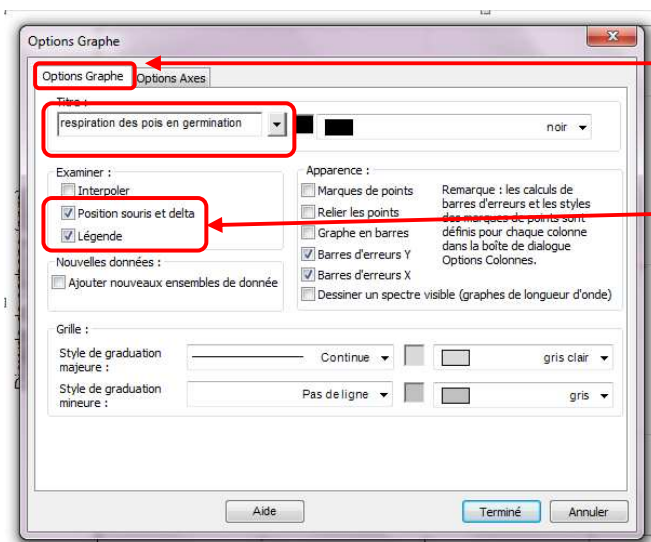 Options Graphe
Options Graphe Options Axes
Titre :
respiration des pois en germination
noir
Examiner :
Interpoler
Position souris et delta
Légende
Nouvelles données :
Ajouter nouveaux ensembles de donnée
Apparence :
Marques de points
Relier les points
Graphe en barres
Barres d'erreurs Y
Barres d'erreurs X
Dessiner un spectre visible (graphes de longueur d'onde)
Remarque : les calculs de
barres d'erreurs et les styles
des marques de points sont
définis pour chaque colonne
dans la boîte de dialogue
Options Colonnes.
Grille :
Style de graduation
majeure :
Continue
gris clair
Style de graduation
mineure :
Pas de ligne
gris
Aide
Terminé
Annuler